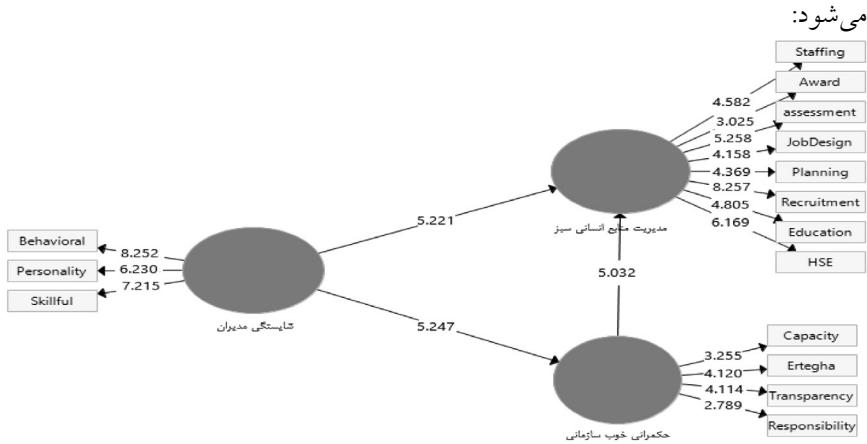 می‌شود:
Staffing
Award
assessment
JobDesign
Planning
Recruitment
Education
HSE
4.582
3.025
5.258
4.158
4.369
8.257
4.805
6.169
مدیریت منابع انسانی سبز
5.221
Behavioral
Personality
Skillful
8.252
6.230
7.215
شایستگی مدیران
5.032
5.247
Capacity
Ertegha
Transparency
Responsibility
3.255
4.120
4.114
2.789
حکمرانی خوب سازمانی